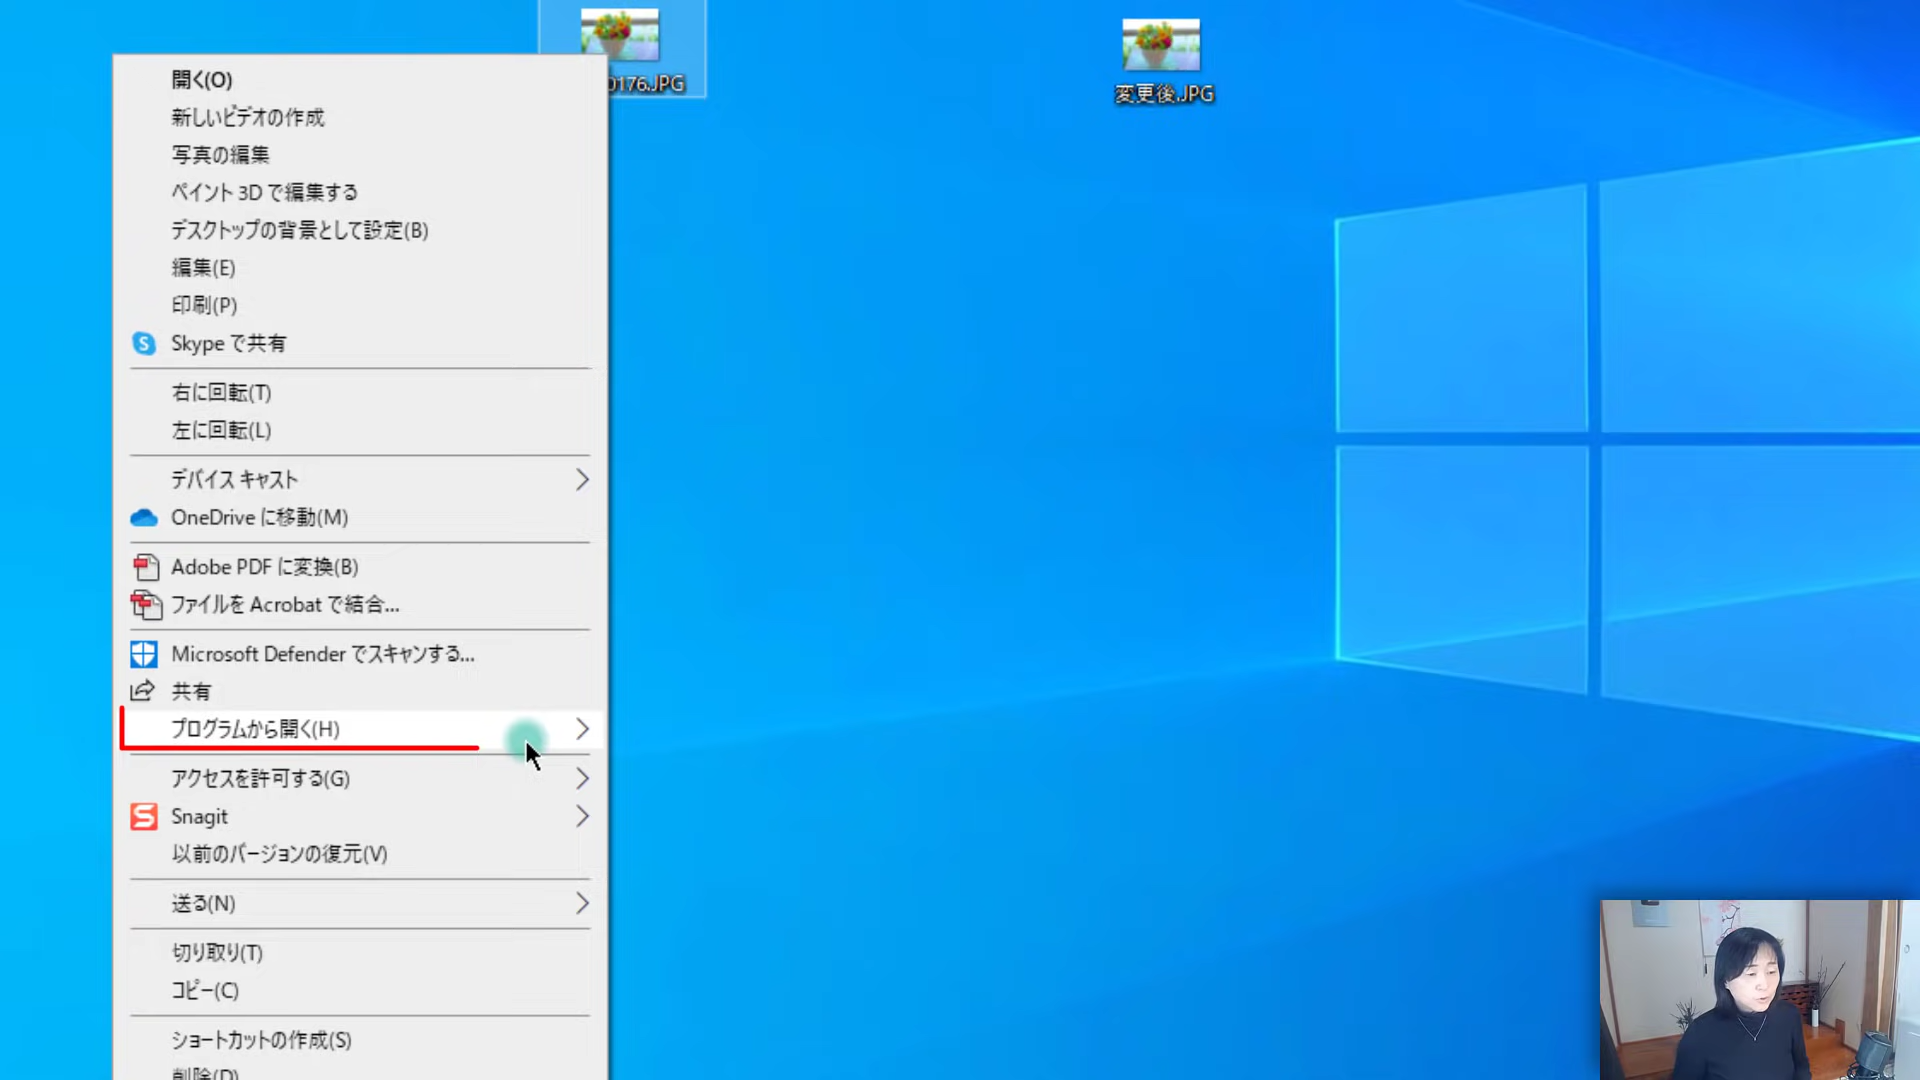 0176.JPG
変更後.JPG
開く(O)
新しいビデオの作成
写真の編集
ペイント 3D で編集する
デスクトップの背景として設定(B)
編集(E)
印刷(P)
Skype で共有
右に回転(T)
左に回転(L)
デバイス キャスト
OneDrive に移動(M)
Adobe PDF に変換(B)
ファイルを Acrobat で結合...
Microsoft Defender でスキャンする...
共有
プログラムから開く(H)
アクセスを許可する(G)
Snagit
以前のバージョンの復元(V)
送る(N)
切り取り(T)
コピー(C)
ショートカットの作成(S)
削除(D)